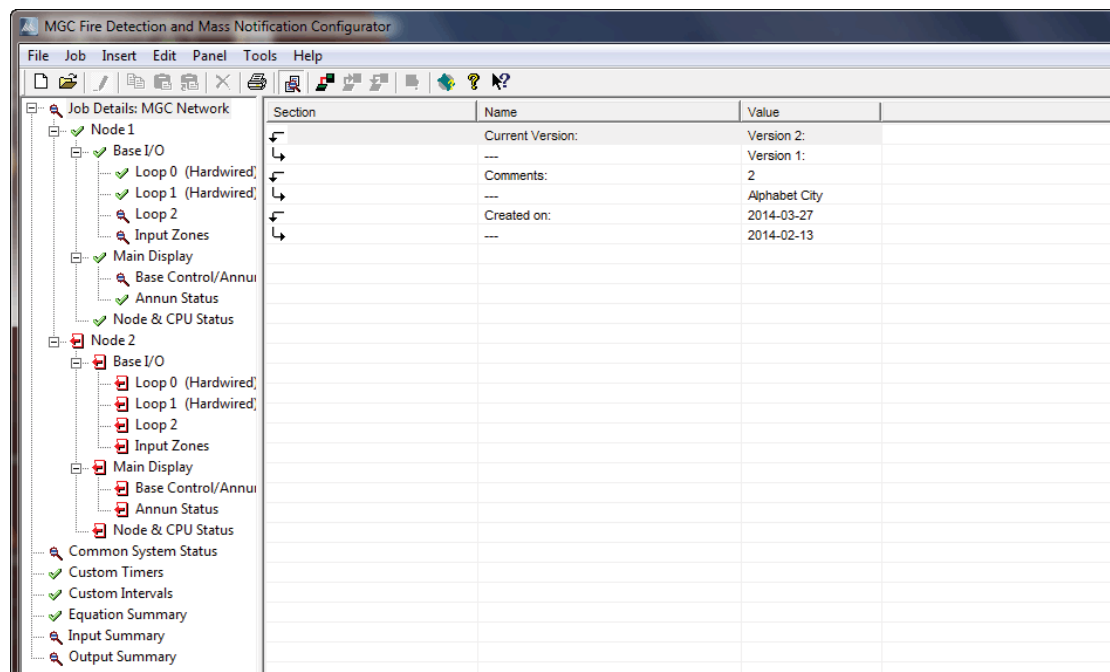 MGC Fire Detection and Mass Notification Configurator
File Job Insert Edit Panel Tools Help
Job Details: MGC Network
Node 1
Base I/O
Loop 0 (Hardwired)
Loop 1 (Hardwired)
Loop 2
Input Zones
Main Display
Base Control/Annu
Annun Status
Node & CPU Status
Node 2
Base I/O
Loop 0 (Hardwired)
Loop 1 (Hardwired)
Loop 2
Input Zones
Main Display
Base Control/Annu
Annun Status
Node & CPU Status
Common System Status
Custom Timers
Custom Intervals
Equation Summary
Input Summary
Output Summary
Section Name Value
Current Version: Version 2:
--- Version 1:
Comments: 2
--- Alphabet City
Created on: 2014-03-27
--- 2014-02-13